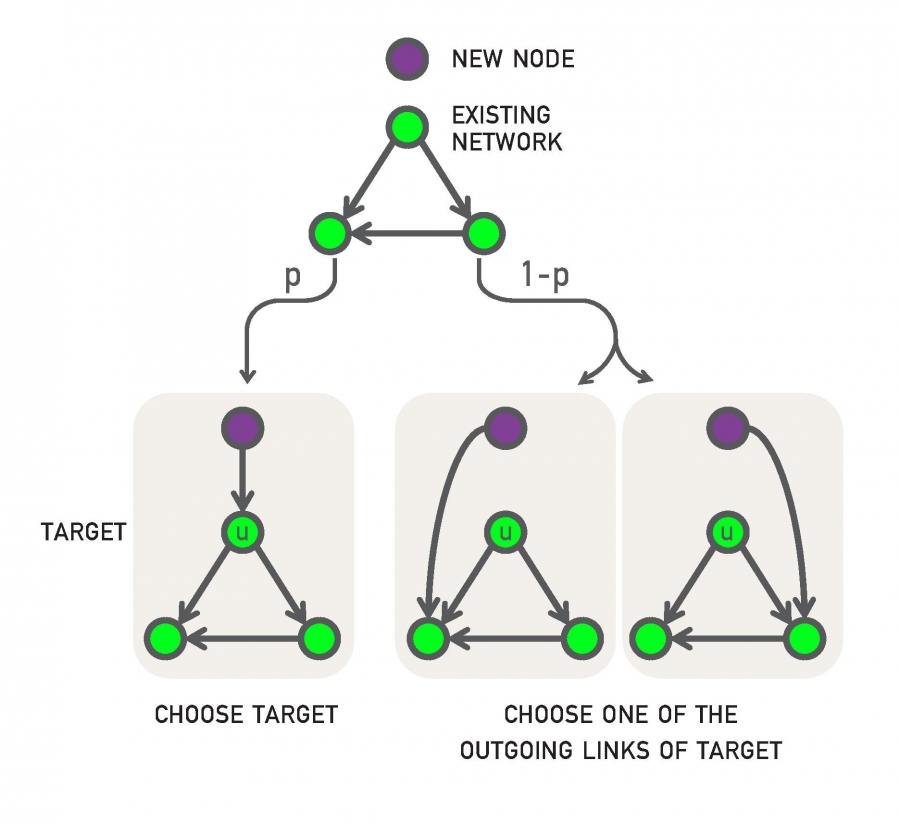 NEW NODE
EXISTING
NETWORK
p
1-p
TARGET
u
u
u
CHOOSE TARGET
CHOOSE ONE OF THE
OUTGOING LINKS OF TARGET